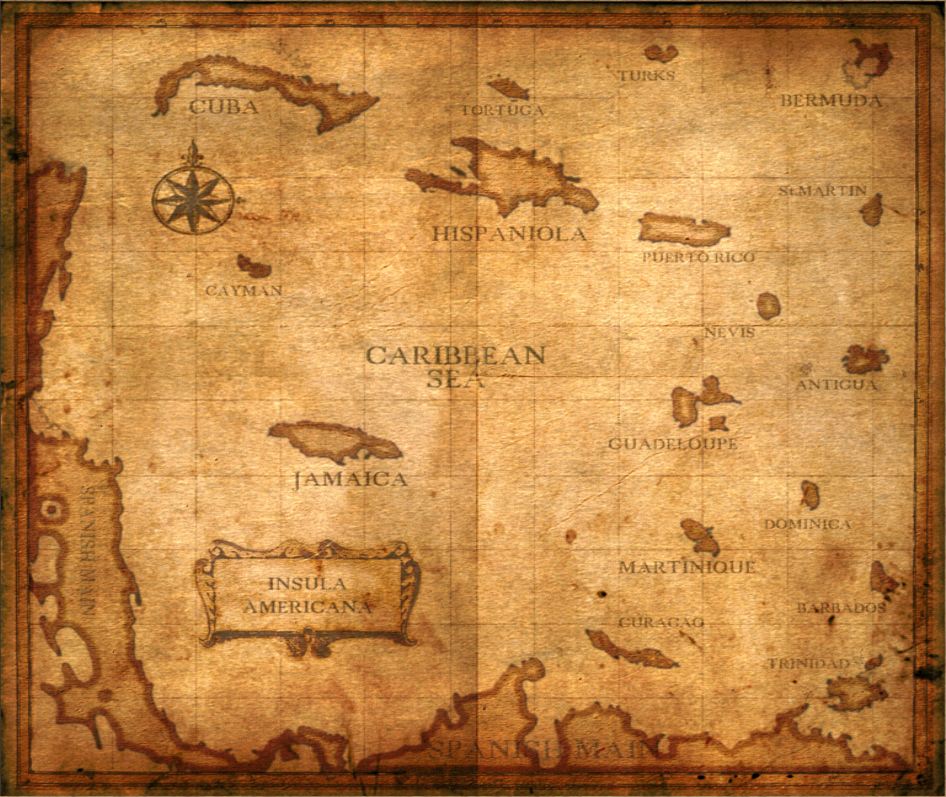 TURKS
BERMUDA
CUBA
TORTUGA
St.MARTIN
HISPANIOLA
PUERTO RICO
CAYMAN
NEVIS
CARIBBEAN
SEA
ANTIGUA
GUADELOUPE
JAMAICA
SPANISH MAIN
DOMINICA
MARTINIQUE
INSULA
AMERICANA
BARBADOS
CURACAO
TRINIDAD
SPANISH MAIN